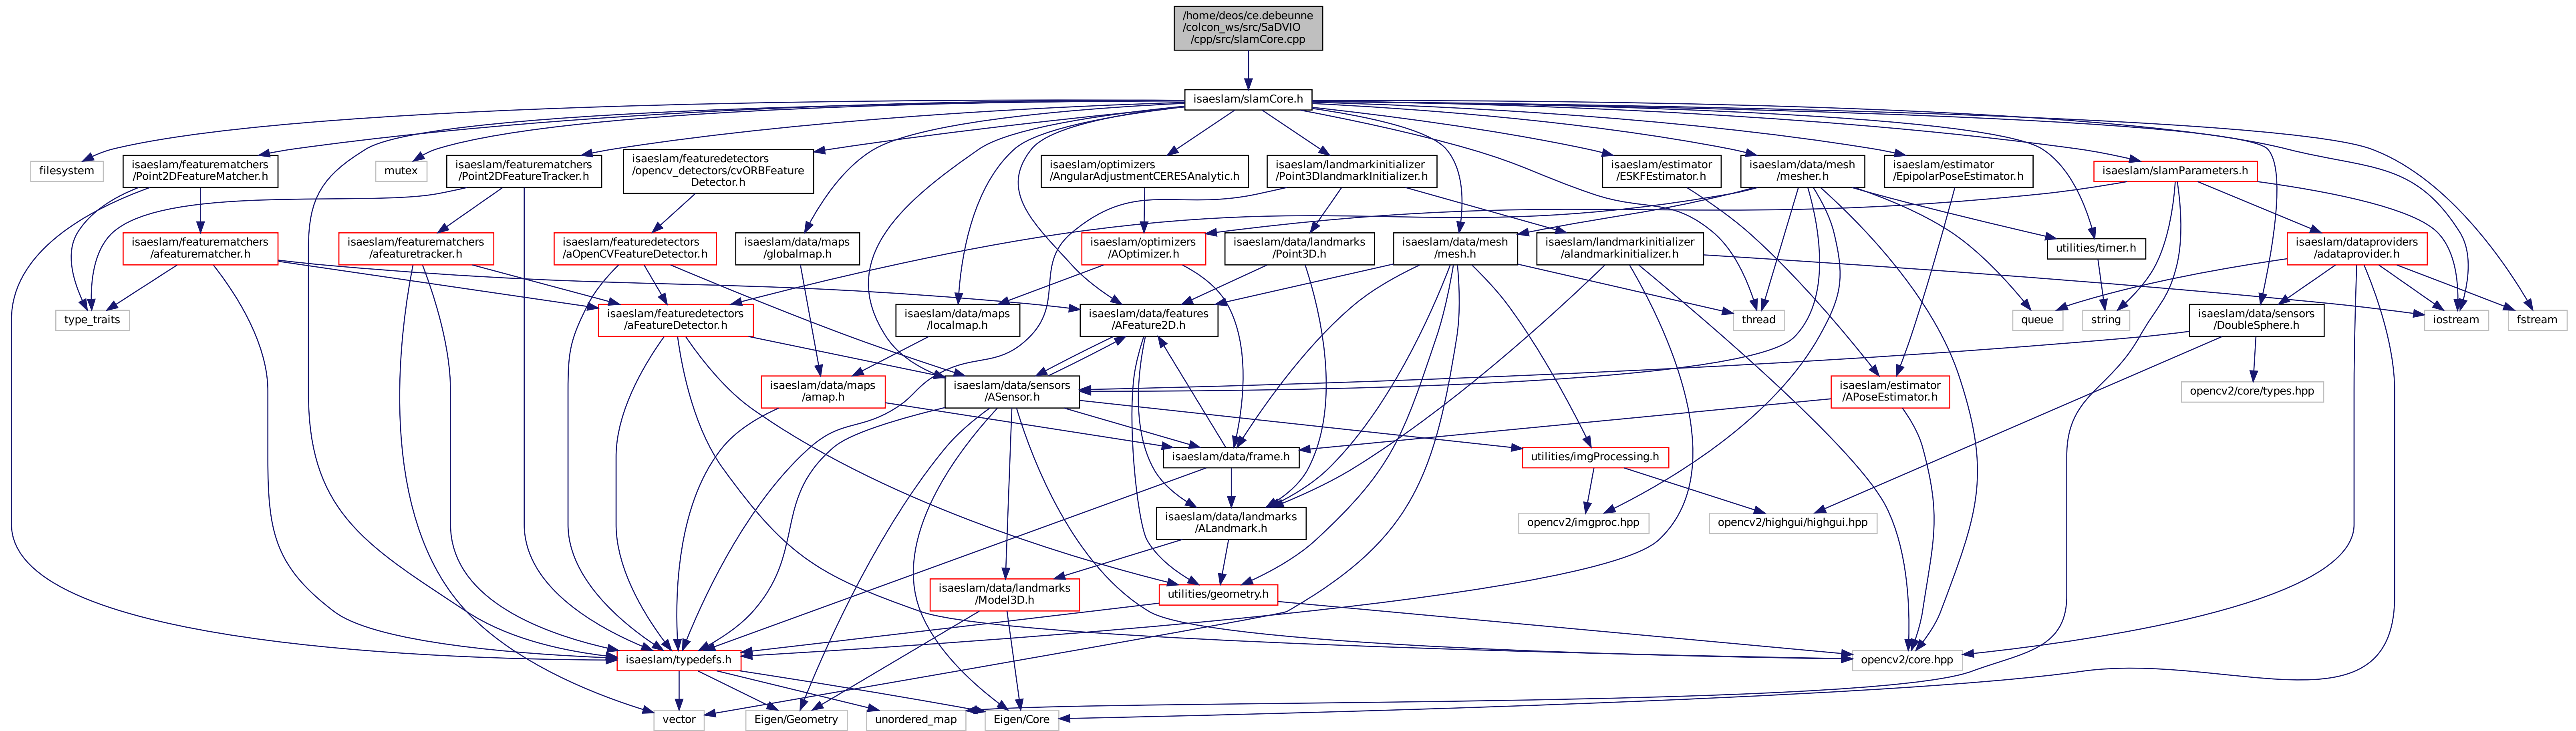 /home/deos/ce.debeunne
/colcon_ws/src/SaDVIO
/cpp/src/slamCore.cpp
isaeslam/slamCore.h
filesystem
isaeslam/featurematchers
/Point2DFeatureMatcher.h
mutex
isaeslam/featurematchers
/Point2DFeatureTracker.h
isaeslam/featuredetectors
/opencv_detectors/cvORBFeature
Detector.h
isaeslam/optimizers
/AngularAdjustmentCERESAnalytic.h
isaeslam/landmarkinitializer
/Point3DlandmarkInitializer.h
isaeslam/estimator
/ESKFEstimator.h
isaeslam/data/mesh
/mesher.h
isaeslam/estimator
/EpipolarPoseEstimator.h
isaeslam/slamParameters.h
isaeslam/featurematchers
/afeaturematcher.h
isaeslam/featurematchers
/afeaturetracker.h
isaeslam/featuredetectors
/aOpenCVFeatureDetector.h
isaeslam/data/maps
/globalmap.h
isaeslam/optimizers
/AOptimizer.h
isaeslam/data/landmarks
/Point3D.h
isaeslam/data/mesh
/mesh.h
isaeslam/landmarkinitializer
/alandmarkinitializer.h
utilities/timer.h
isaeslam/dataproviders
/adataprovider.h
type_traits
isaeslam/featuredetectors
/aFeatureDetector.h
isaeslam/data/maps
/localmap.h
isaeslam/data/features
/AFeature2D.h
thread
queue
string
isaeslam/data/sensors
/DoubleSphere.h
iostream
fstream
isaeslam/data/maps
/amap.h
isaeslam/data/sensors
/ASensor.h
isaeslam/estimator
/APoseEstimator.h
opencv2/core/types.hpp
isaeslam/data/frame.h
utilities/imgProcessing.h
isaeslam/data/landmarks
/ALandmark.h
opencv2/imgproc.hpp
opencv2/highgui/highgui.hpp
isaeslam/data/landmarks
/Model3D.h
utilities/geometry.h
isaeslam/typedefs.h
opencv2/core.hpp
vector
Eigen/Geometry
unordered_map
Eigen/Core